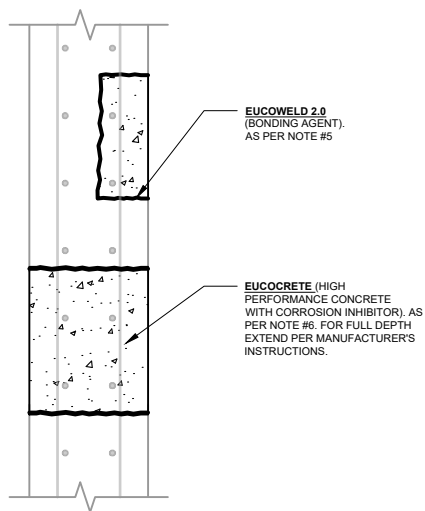 EUCOWELD 2.0
(BONDING AGENT).
AS PER NOTE #5
EUCOCRETE (HIGH
PERFORMANCE CONCRETE
WITH CORROSION INHIBITOR). AS
PER NOTE #6. FOR FULL DEPTH
EXTEND PER MANUFACTURER'S
INSTRUCTIONS.